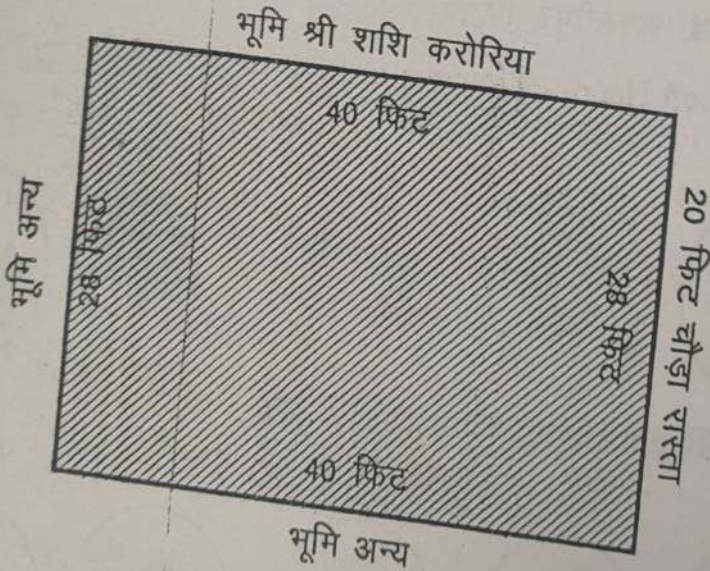 भूमि श्री शशि करोरिया
40 फिट
भूमि अन्य
28 फिट
28 फिट
20 फिट चौड़ा रास्ता
40 फिट
भूमि अन्य